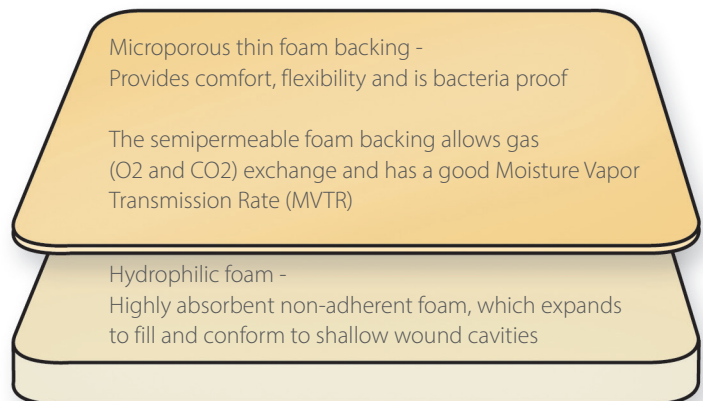 Microporous thin foam backing -
Provides comfort, flexibility and is bacteria proof
The semipermeable foam backing allows gas
(O2 and CO2) exchange and has a good Moisture Vapor
Transmission Rate (MVTR)
Hydrophilic foam -
Highly absorbent non-adherent foam, which expands
to fill and conform to shallow wound cavities